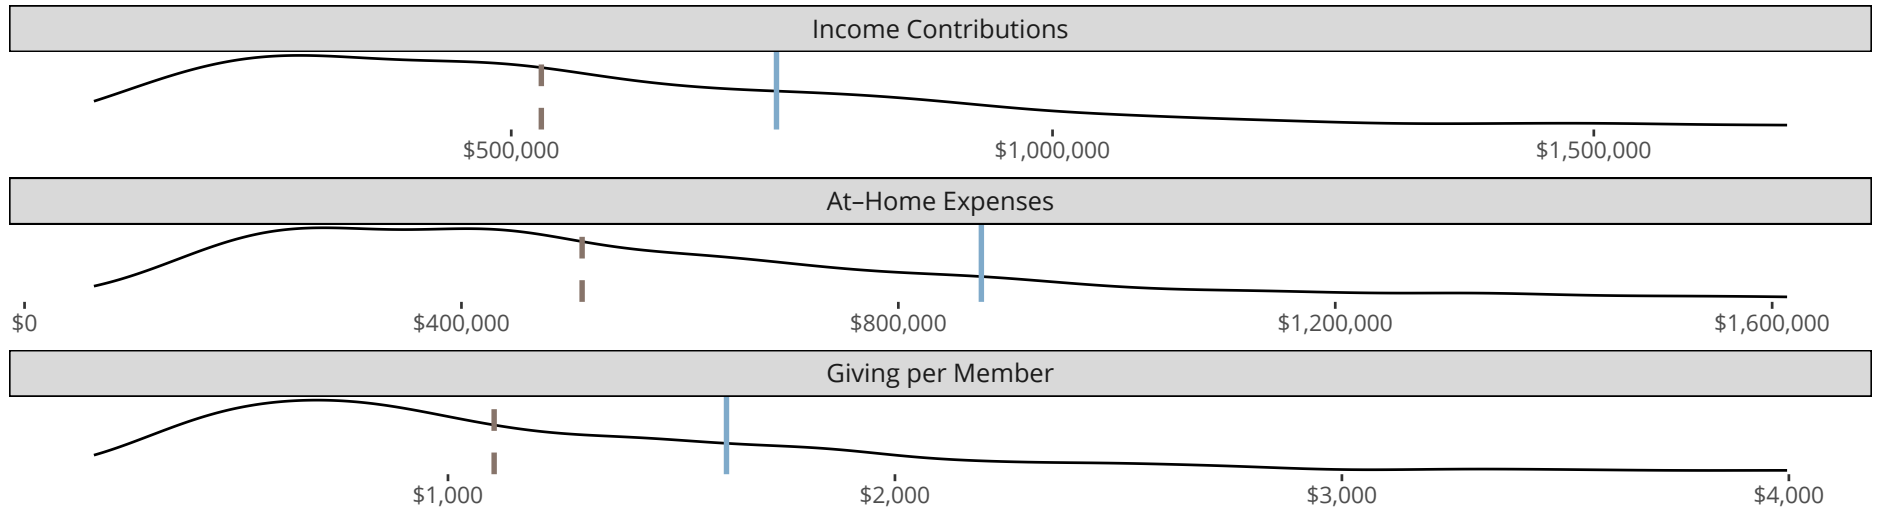 Income Contributions
$500,000 $1,000,000 $1,500,000
At–Home Expenses
$0 $400,000 $800,000 $1,200,000 $1,600,000
Giving per Member
$1,000 $2,000 $3,000 $4,000